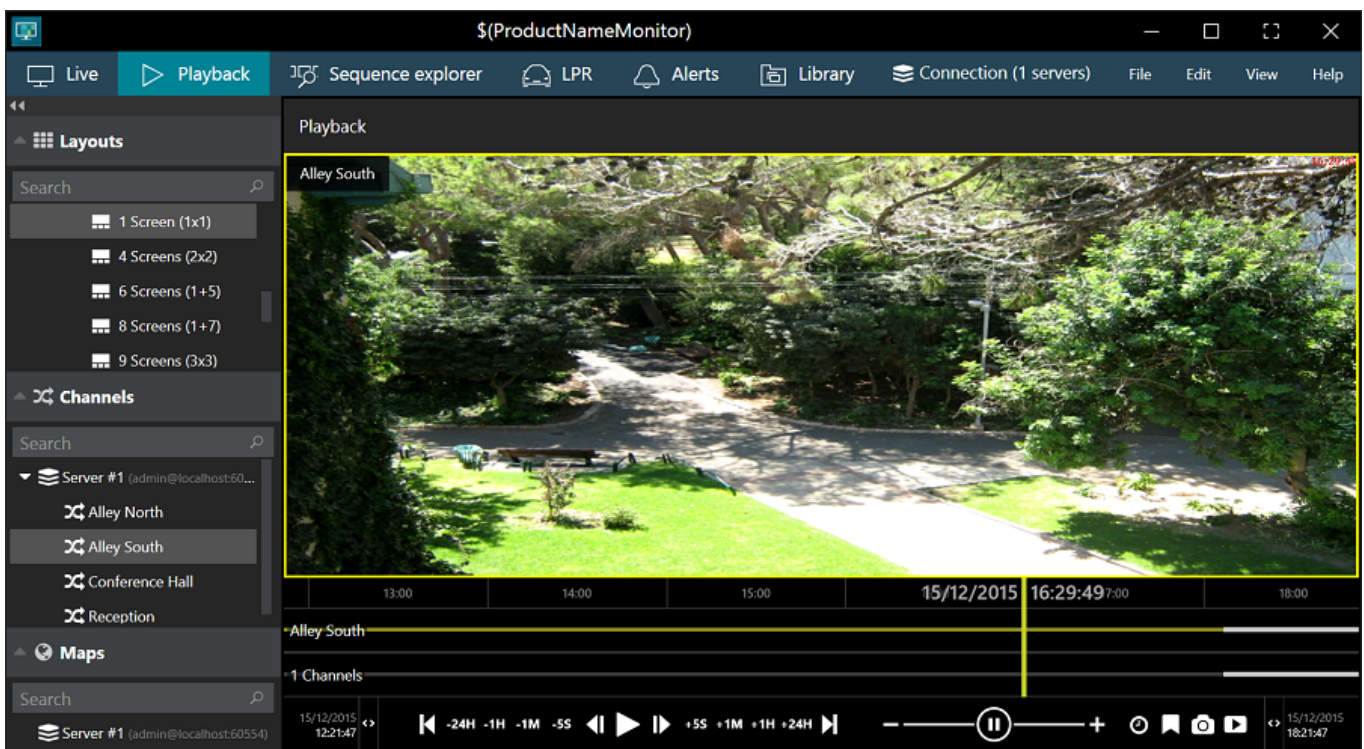 $(ProductNameMonitor)
Live Playback Sequence explorer LPR Alerts Library Connection (1 servers) File Edit View Help
Layouts
Search
1 Screen (1x1)
4 Screens (2x2)
6 Screens (1+5)
8 Screens (1+7)
9 Screens (3x3)
Channels
Search
Server #1 (admin@localhost:60...
Alley North
Alley South
Conference Hall
Reception
Maps
Search
Server #1 (admin@localhost:60554)
Playback
Alley South
13:00 14:00 15:00 15/12/2015 16:29:49 7:00 18:00
Alley South
1 Channels
15/12/2015
12:21:47
-24H -1H -1M -5S +5S +1M +1H +24H
15/12/2015
18:21:47